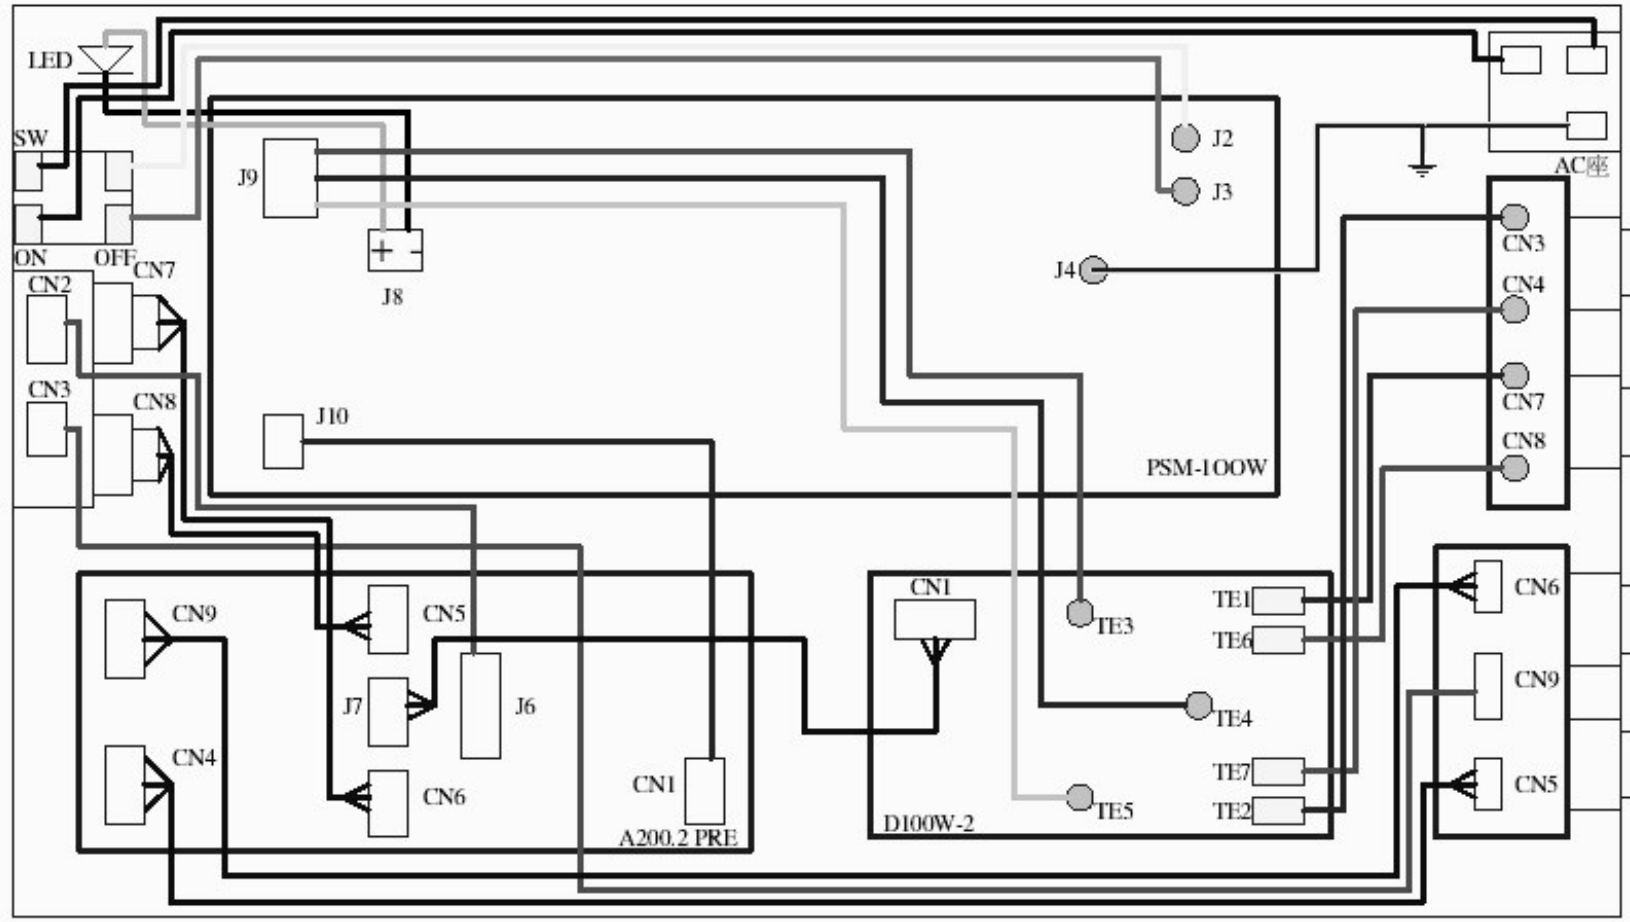 LED
SW
ON
OFF
J9
J8
J10
J2
J3
J4
AC座
PSM-100W
CN2
CN7
CN3
CN8
CN3
CN4
CN7
CN8
CN9
CN5
J7
J6
CN4
CN6
CN1
A200.2 PRE
CN1
TE3
TE1
TE6
TE4
TE7
TE5
TE2
D100W-2
CN6
CN9
CN5